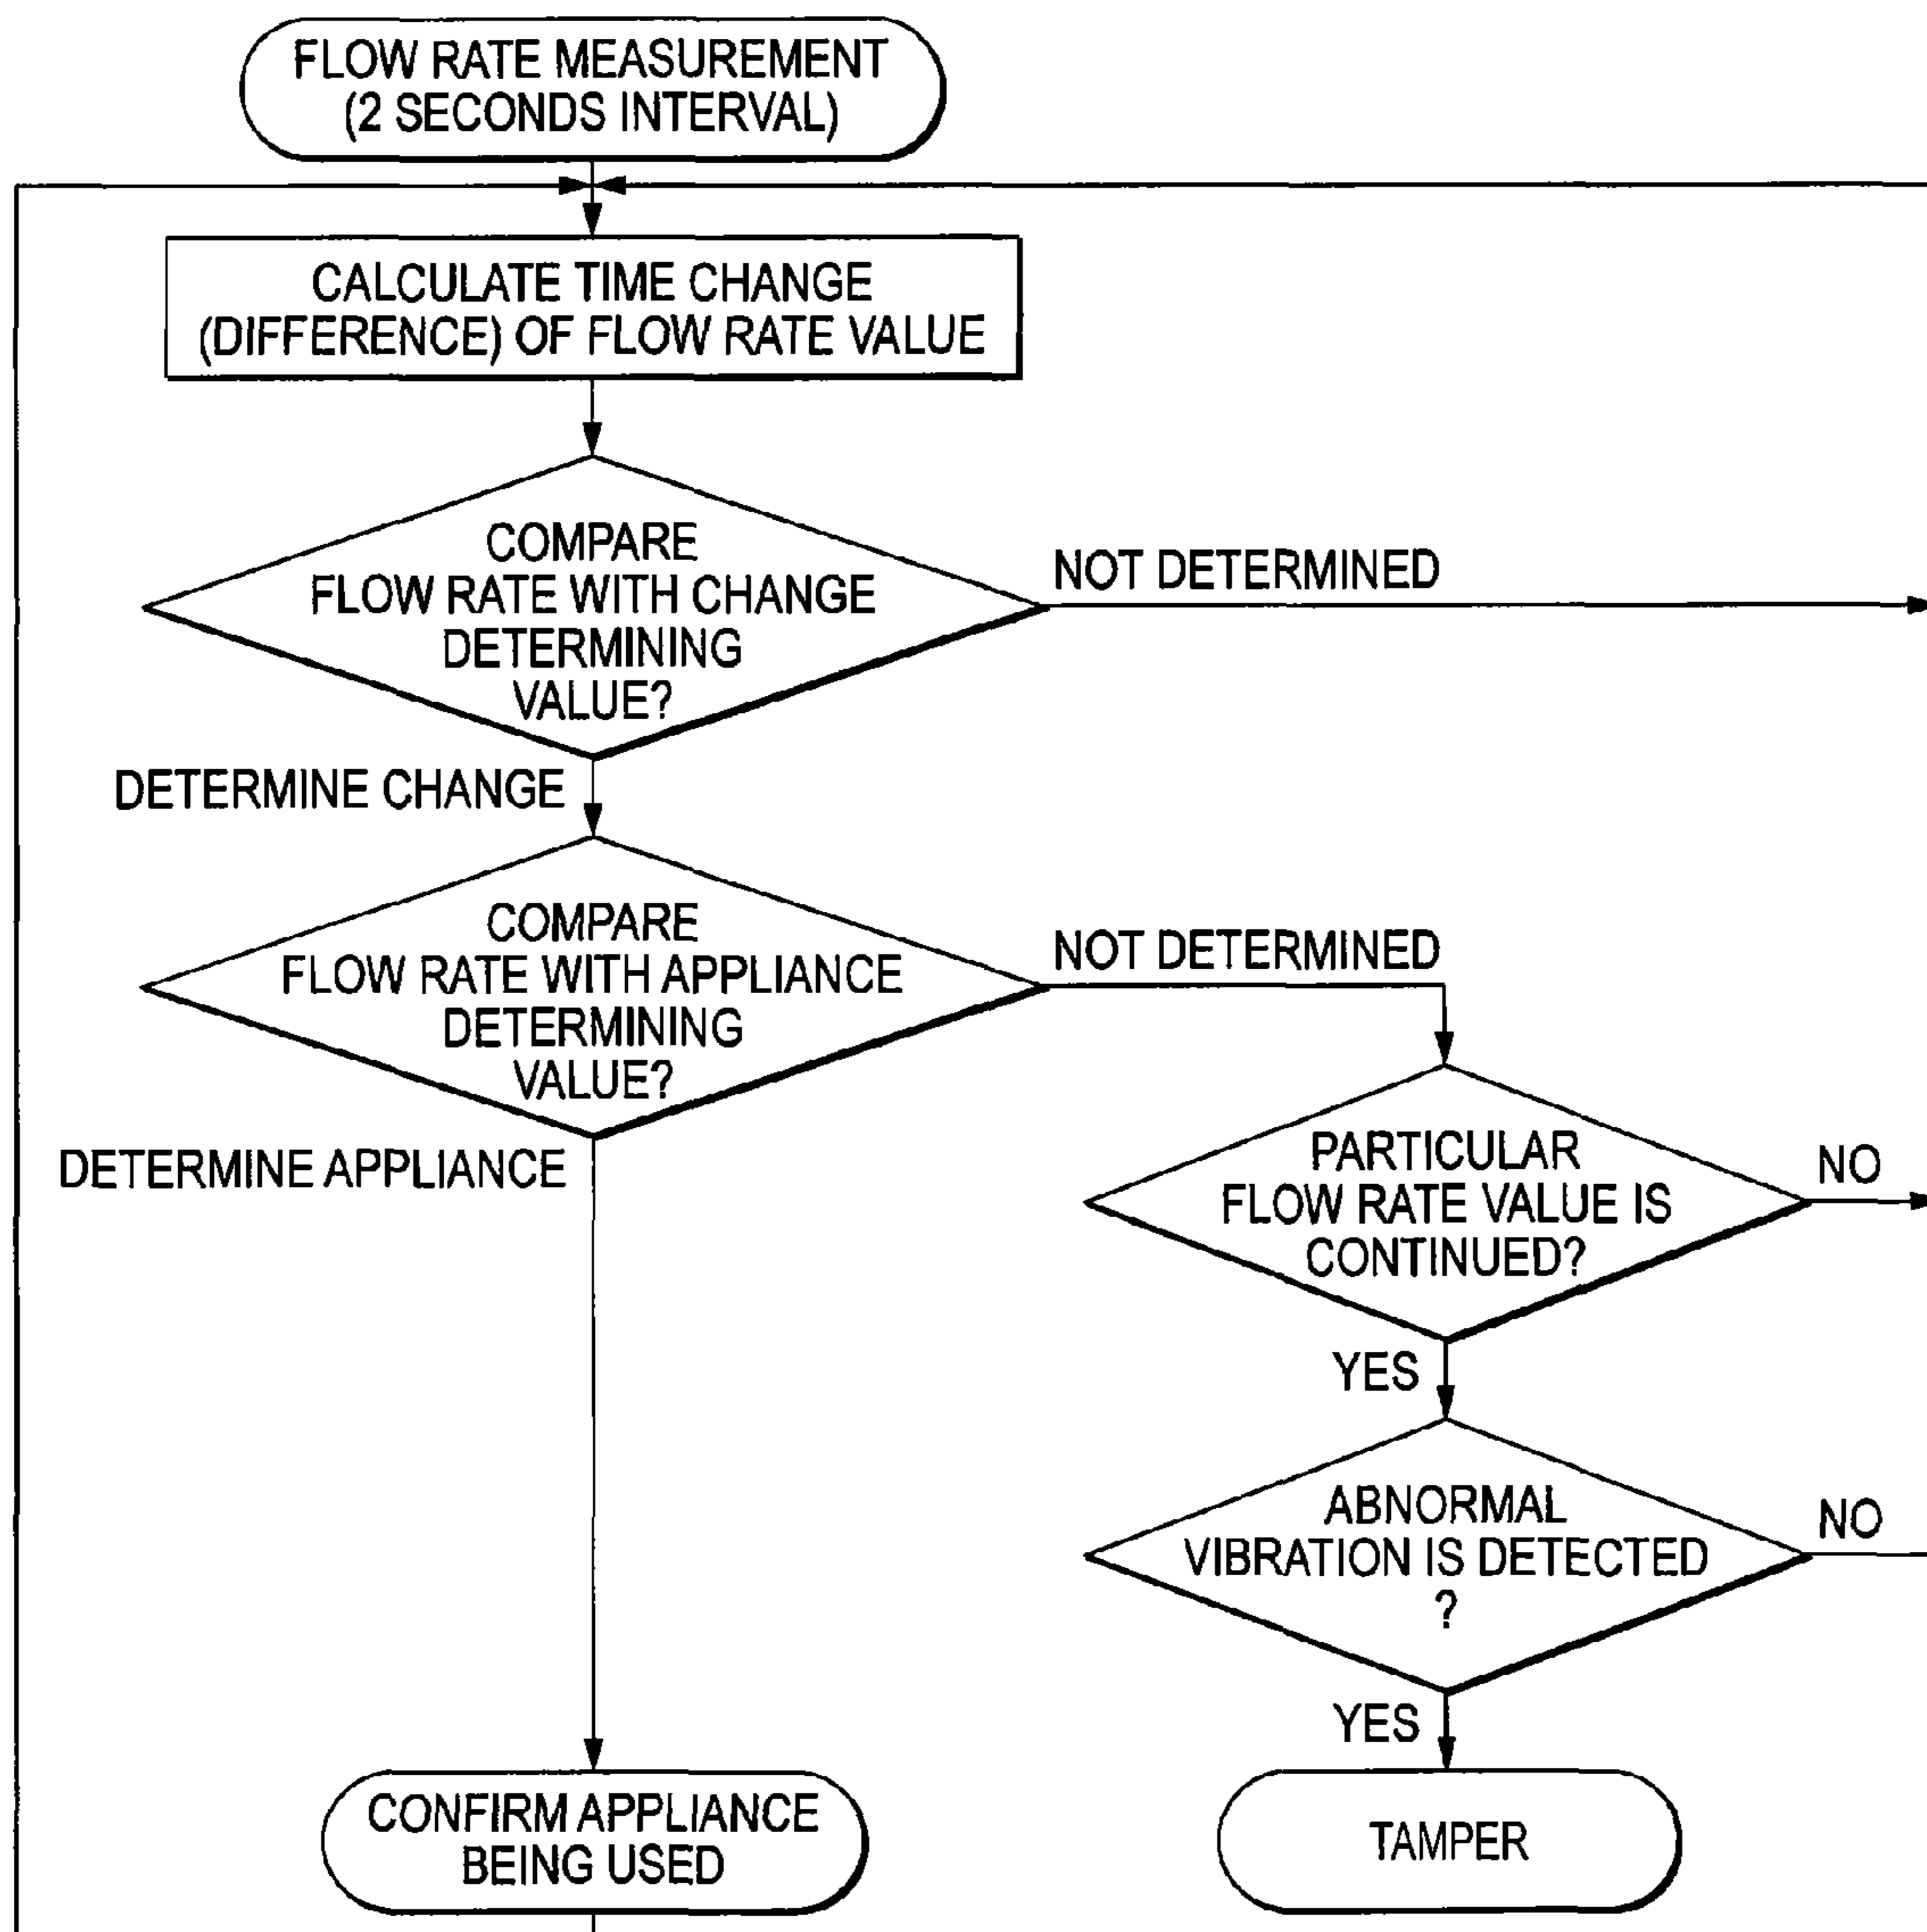 FLOW RATE MEASUREMENT
(2 SECONDS INTERVAL)
CALCULATE TIME CHANGE
(DIFFERENCE) OF FLOW RATE VALUE
COMPARE
FLOW RATE WITH CHANGE
DETERMINING
VALUE?
NOT DETERMINED
DETERMINE CHANGE
COMPARE
FLOW RATE WITH APPLIANCE
DETERMINING
VALUE?
NOT DETERMINED
DETERMINE APPLIANCE
PARTICULAR
FLOW RATE VALUE IS
CONTINUED?
NO
YES
ABNORMAL
VIBRATION IS DETECTED
?
NO
YES
CONFIRM APPLIANCE
BEING USED
TAMPER